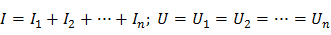 I = I₁ + I₂ + ⋯ + Iₙ; U = U₁ = U₂ = ⋯ = Uₙ